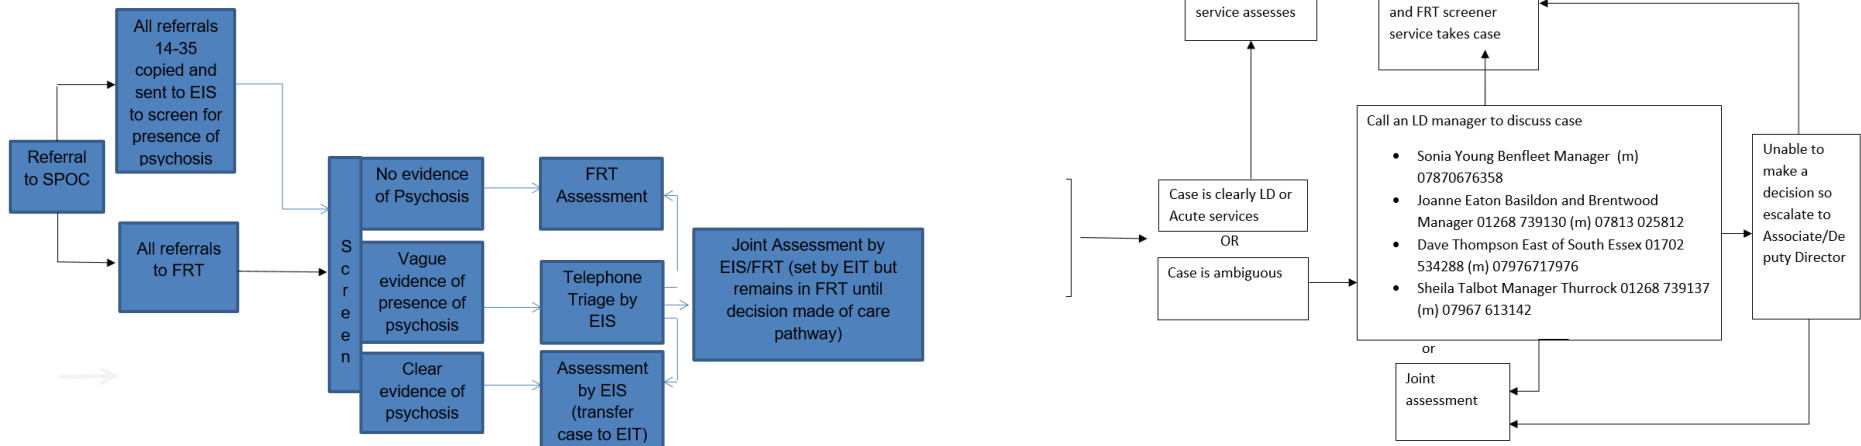 All referrals
14-35
copied and
sent to EIS
to screen for
presence of
psychosis
Referral
to SPOC
All referrals
to FRT
S
c
r
e
e
n
No evidence
of Psychosis
Vague
evidence of
presence of
psychosis
Clear
evidence of
psychosis
FRT
Assessment
Telephone
Triage by
EIS
Assessment
by EIS
(transfer
case to EIT)
Joint Assessment by
EIS/FRT (set by EIT but
remains in FRT until
decision made of care
pathway)
service assesses
and FRT screener
service takes case
Case is clearly LD or
Acute services
OR
Case is ambiguous
Call an LD manager to discuss case
• Sonia Young Benfleet Manager (m)
07870676358
• Joanne Eaton Basildon and Brentwood
Manager 01268 739130 (m) 07813 025812
• Dave Thompson East of South Essex 01702
534288 (m) 07976717976
• Sheila Talbot Manager Thurrock 01268 739137
(m) 07967 613142
or
Joint
assessment
Unable to
make a
decision so
escalate to
Associate/De
puty Director